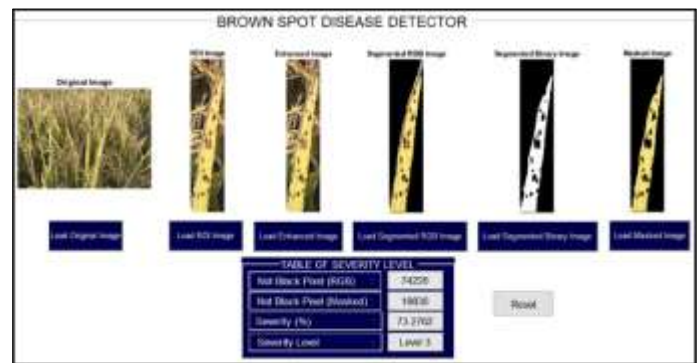 BROWN SPOT DISEASE DETECTOR
Original Image
ROI Image
Enhanced Image
Segmented RGB Image
Segmented Binary Image
Masked Image
Load Original Image
Load ROI Image
Load Enhanced Image
Load Segmented RGB Image
Load Segmented Binary Image
Load Masked Image
TABLE OF SEVERITY LEVEL
Not Black Pixel (RGB)
Not Black Pixel (Masked)
Severity (%) 73.2762
Severity Level Level 3
Reset